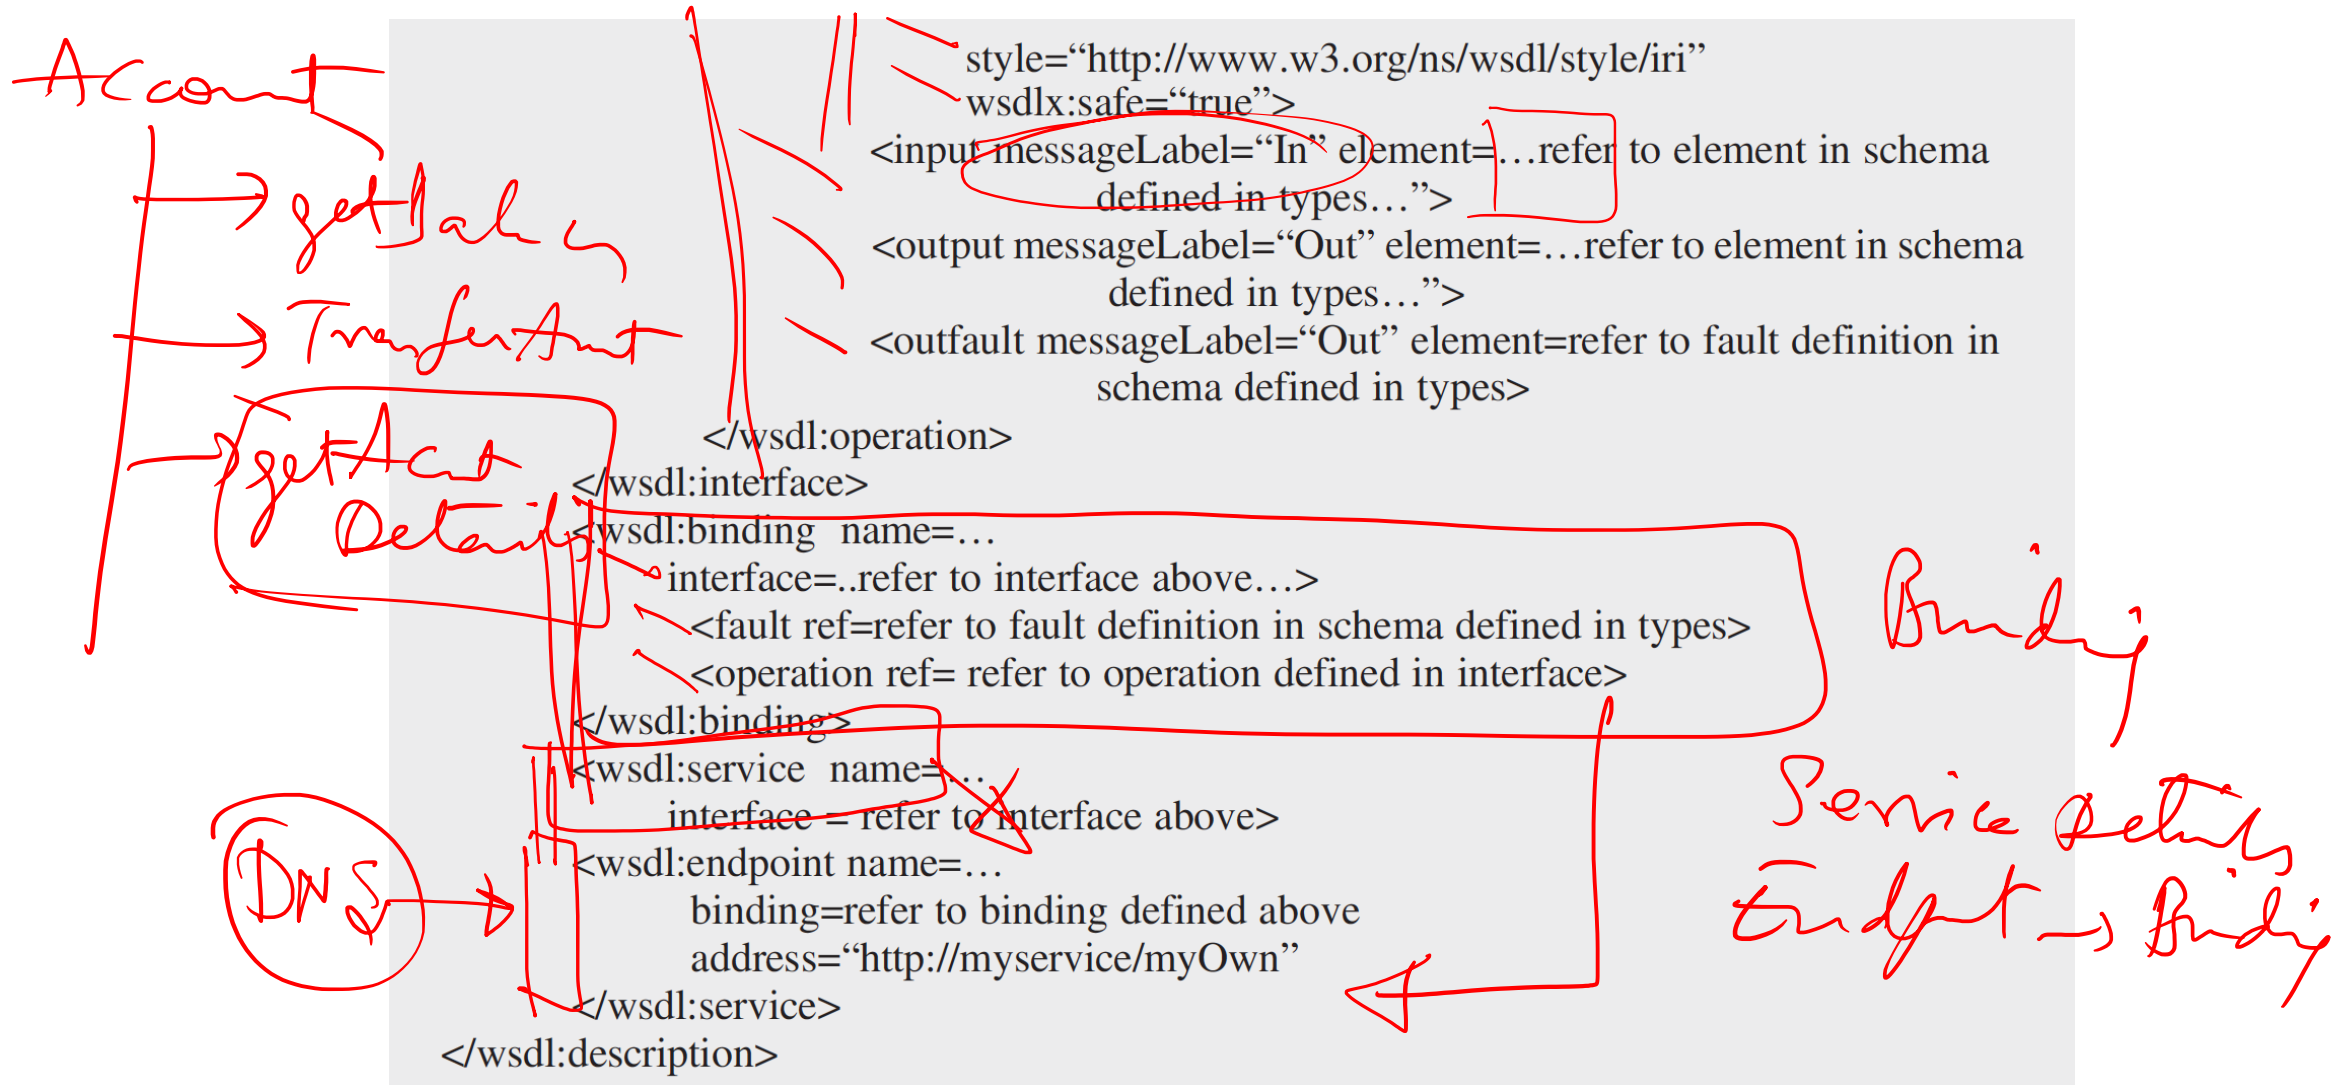 style=“http://www.w3.org/ns/wsdl/style/iri”
wsdlx:safe=“true”>
<input messageLabel=“In” element=…refer to element in schema
defined in types…”>
<output messageLabel=“Out” element=…refer to element in schema
defined in types…”>
<outfault messageLabel=“Out” element=refer to fault definition in
schema defined in types>
</wsdl:operation>
</wsdl:interface>
<wsdl:binding name=…
interface=..refer to interface above…>
<fault ref=refer to fault definition in schema defined in types>
<operation ref= refer to operation defined in interface>
</wsdl:binding>
<wsdl:service name=…
interface = refer to interface above>
<wsdl:endpoint name=…
binding=refer to binding defined above
address=“http://myservice/myOwn”
</wsdl:service>
</wsdl:description>
Account
TransferAmt
getAcnt
Details
DNS
Binding
Service Details
Endpt → Binding